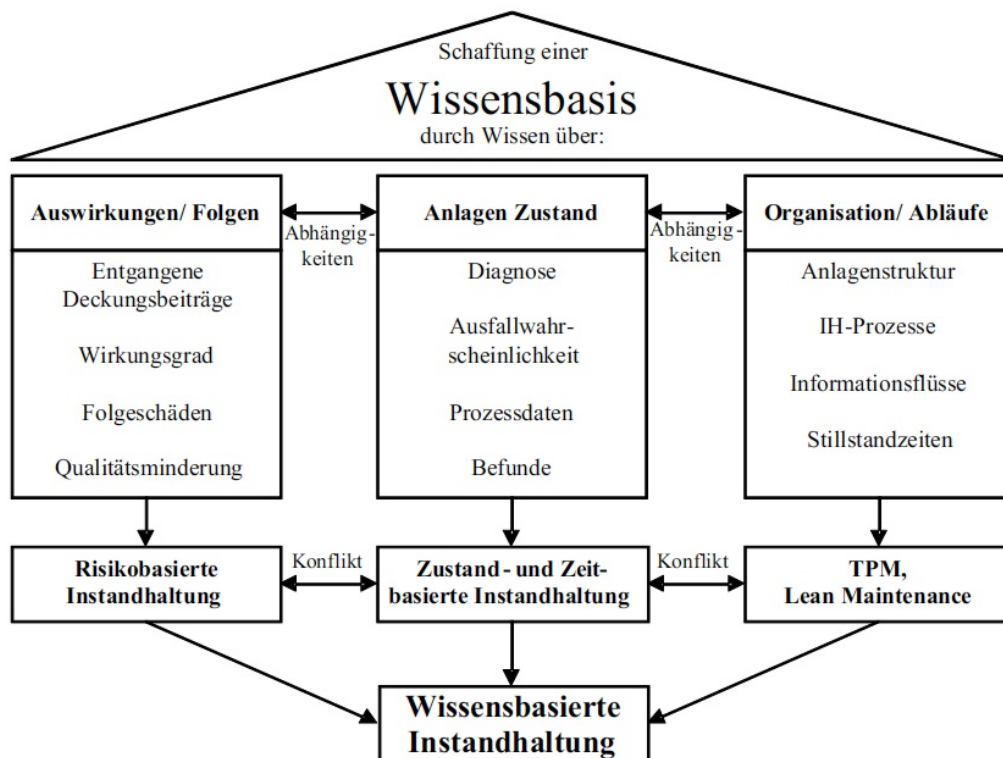 Schaffung einer
Wissensbasis
durch Wissen über:
Auswirkungen/ Folgen
Abhängig-
keiten
Anlagen Zustand
Abhängig-
keiten
Organisation/ Abläufe
Entgangene
Deckungsbeiträge
Wirkungsgrad
Folgeschäden
Qualitätsminderung
Diagnose
Ausfallwahr-
scheinlichkeit
Prozessdaten
Befunde
Anlagenstruktur
IH-Prozesse
Informationsflüsse
Stillstandzeiten
Risikobasierte
Instandhaltung
Konflikt
Zustand- und Zeit-
basierte Instandhaltung
Konflikt
TPM,
Lean Maintenance
Wissensbasierte
Instandhaltung